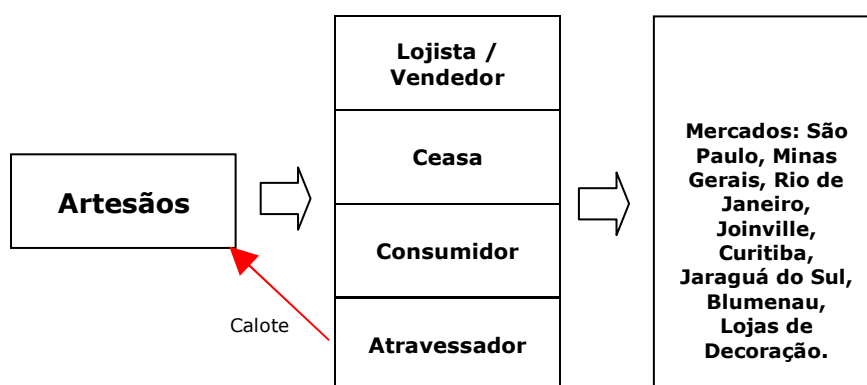 Artesãos
Calote
Lojista /
Vendedor
Ceasa
Consumidor
Atravessador
Mercados: São
Paulo, Minas
Gerais, Rio de
Janeiro,
Joinville,
Curitiba,
Jaraguá do Sul,
Blumenau,
Lojas de
Decoração.